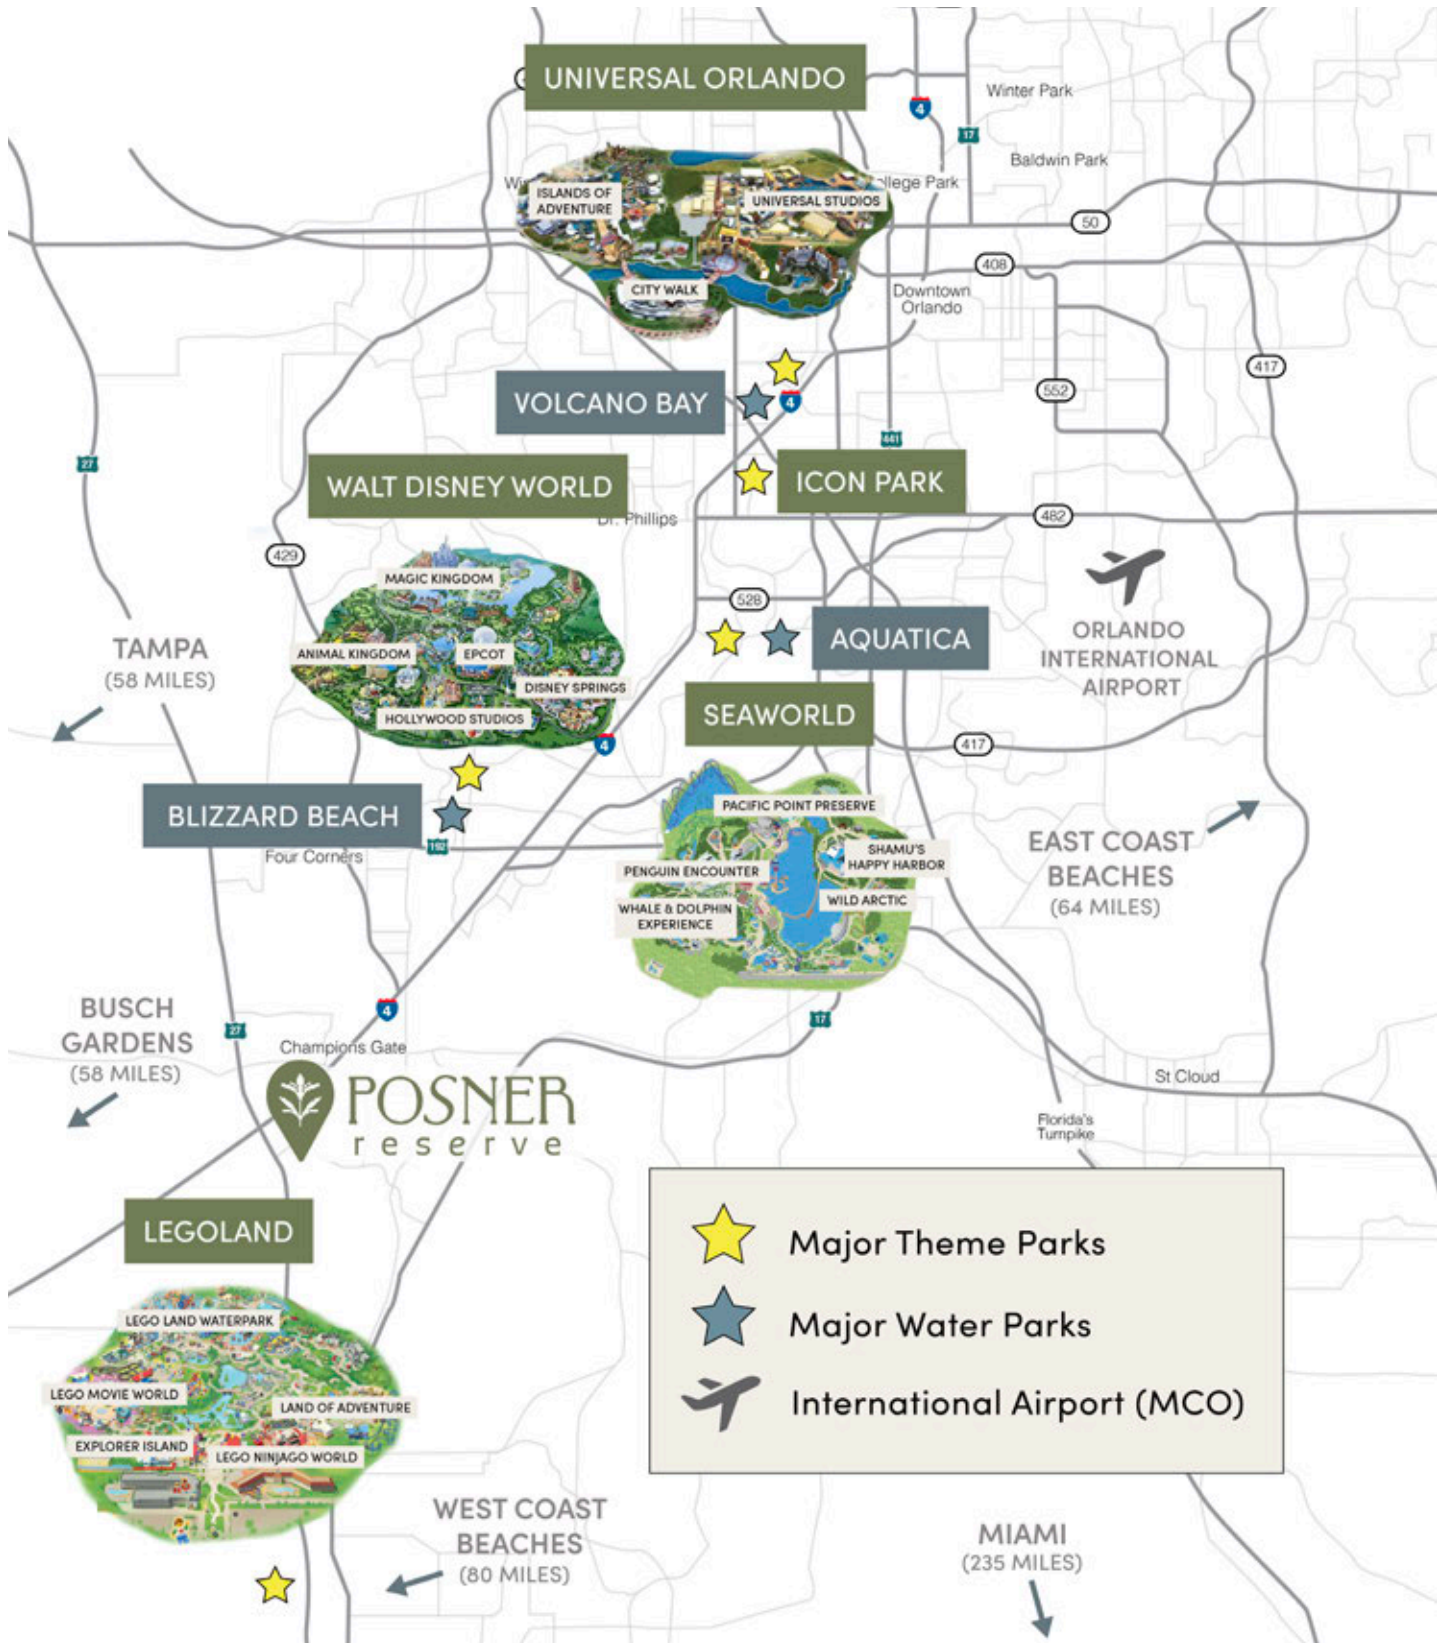 UNIVERSAL ORLANDO
4
Winter Park
17
Baldwin Park
ISLANDS OF
ADVENTURE
UNIVERSAL STUDIOS
College Park
50
408
CITY WALK
Downtown
Orlando
417
VOLCANO BAY
4
552
441
27
WALT DISNEY WORLD
ICON PARK
Dr. Phillips
482
429
MAGIC KINGDOM
528
TAMPA
(58 MILES)
ANIMAL KINGDOM
EPCOT
DISNEY SPRINGS
HOLLYWOOD STUDIOS
4
AQUATICA
ORLANDO
INTERNATIONAL
AIRPORT
SEAWORLD
417
BLIZZARD BEACH
Four Corners
192
PACIFIC POINT PRESERVE
SHAMU'S
HAPPY HARBOR
PENGUIN ENCOUNTER
WILD ARCTIC
WHALE & DOLPHIN
EXPERIENCE
EAST COAST
BEACHES
(64 MILES)
BUSCH
GARDENS
(58 MILES)
4
27
17
Champions Gate
POSNER
reserve
St Cloud
Florida's
Turnpike
LEGOLAND
LEGO LAND WATERPARK
LEGO MOVIE WORLD
LAND OF ADVENTURE
EXPLORER ISLAND
LEGO NINJAGO WORLD
Major Theme Parks
Major Water Parks
International Airport (MCO)
WEST COAST
BEACHES
(80 MILES)
MIAMI
(235 MILES)